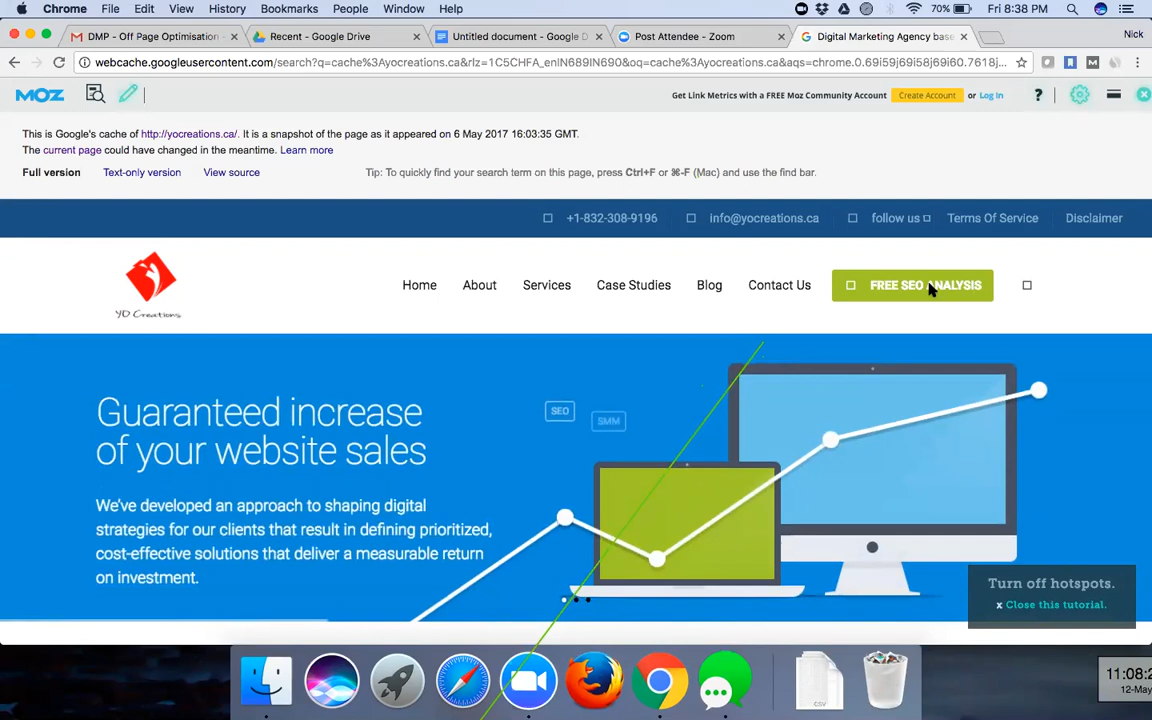 Chrome File Edit View History Bookmarks People Window Help 70% Fri 8:38 PM
DMP - Off Page Optimisation - Recent - Google Drive Untitled document - Google D Post Attendee - Zoom Digital Marketing Agency base Nick
webcache.googleusercontent.com/search?q=cache%3Ayocreations.ca&rlz=1C5CHFA_enIN689IN690&oq=cache%3Ayocreations.ca&aqs=chrome.0.69i59j69i58j69i60.7618j...
MOZ Get Link Metrics with a FREE Moz Community Account Create Account or Log In ?
This is Google's cache of http://yocreations.ca/. It is a snapshot of the page as it appeared on 6 May 2017 16:03:35 GMT.
The current page could have changed in the meantime. Learn more
Full version Text-only version View source Tip: To quickly find your search term on this page, press Ctrl+F or ⌘-F (Mac) and use the find bar.
+1-832-308-9196 info@yocreations.ca follow us Terms Of Service Disclaimer
Home About Services Case Studies Blog Contact Us FREE SEO ANALYSIS
YO Creations
Guaranteed increase
of your website sales
SEO
SMM
We've developed an approach to shaping digital
strategies for our clients that result in defining prioritized,
cost-effective solutions that deliver a measurable return
on investment.
Turn off hotspots.
x Close this tutorial.
CSV
11:08:2
12-May